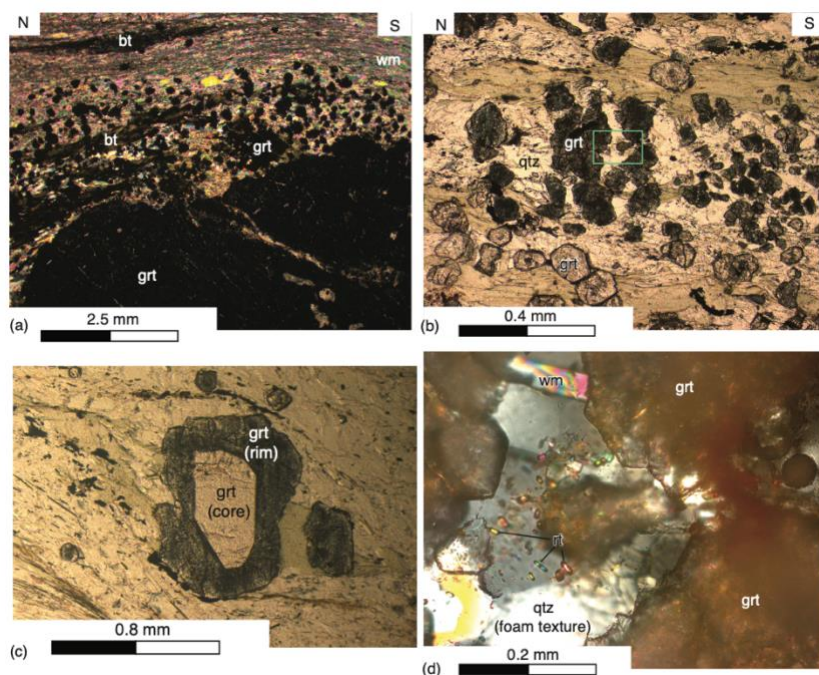 N
S
bt
wm
bt
grt
grt
2.5 mm
(a)
N
S
grt
qtz
grt
0.4 mm
(b)
grt
(rim)
grt
(core)
0.8 mm
(c)
wm
grt
rt
grt
qtz
(foam texture)
0.2 mm
(d)